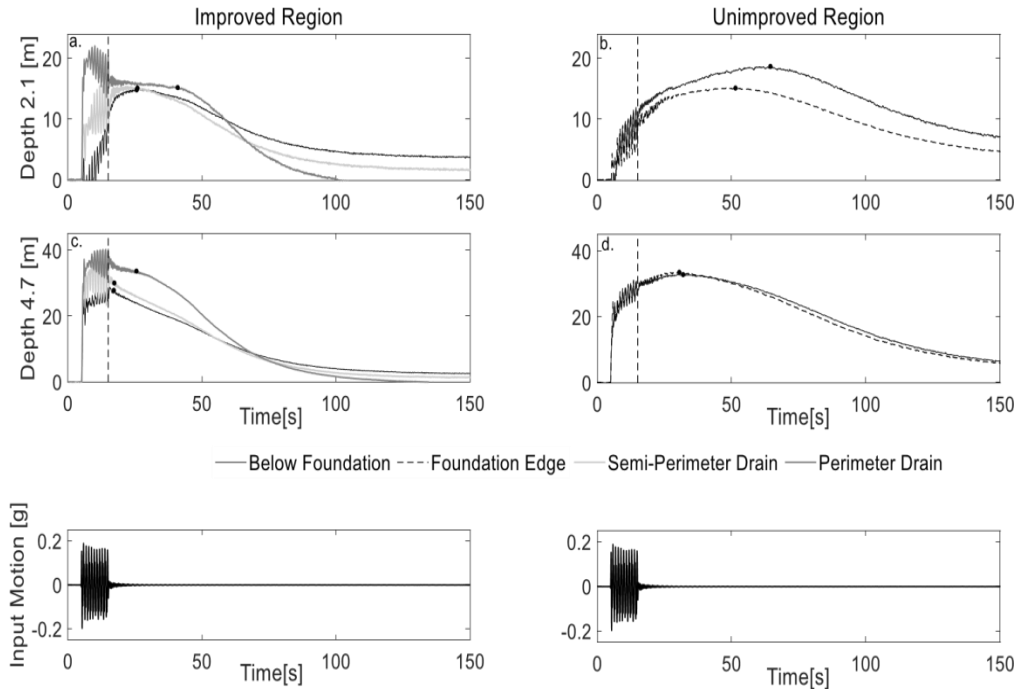 Improved Region
Unimproved Region
a.
b.
Depth 2.1 [m]
20
10
0
0 50 100 150
20
10
0
0 50 100 150
c.
d.
Depth 4.7 [m]
40
20
0
0 50 100 150
Time[s]
40
20
0
0 50 100 150
Time[s]
Below Foundation Foundation Edge Semi-Perimeter Drain Perimeter Drain
Input Motion [g]
0.2
0
-0.2
0 50 100 150
Time[s]
0.2
0
-0.2
0 50 100 150
Time[s]